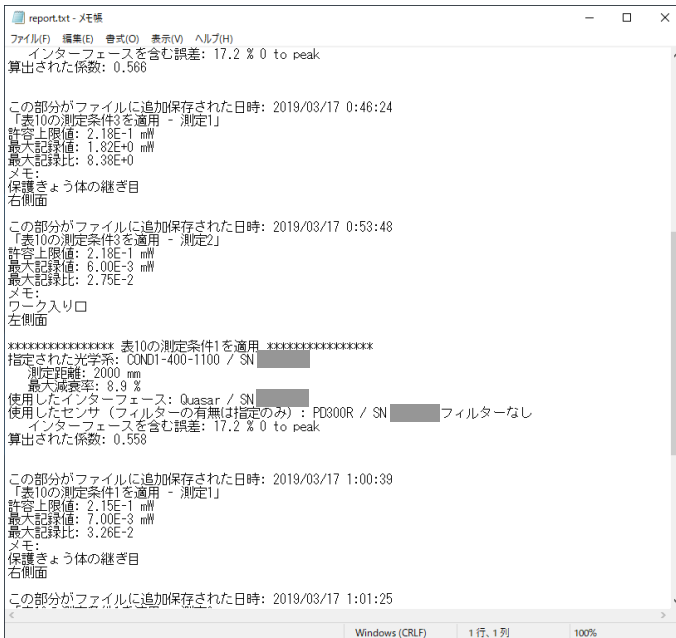 report.txt - メモ帳
ファイル(F) 編集(E) 書式(O) 表示(V) ヘルプ(H)
インターフェースを含む誤差: 17.2 % 0 to peak
算出された係数: 0.566
この部分がファイルに追加保存された日時: 2019/03/17 0:46:24
「表10の測定条件3を適用 - 測定1」
許容上限値: 2.18E-1 mW
最大記録値: 1.82E+0 mW
最大記録比: 8.38E+0
メモ:
保護きょう体の継ぎ目
右側面
この部分がファイルに追加保存された日時: 2019/03/17 0:53:48
「表10の測定条件3を適用 - 測定2」
許容上限値: 2.18E-1 mW
最大記録値: 6.00E-3 mW
最大記録比: 2.75E-2
メモ:
ワーク入り口
左側面
**************** 表10の測定条件1を適用 ****************
指定された光学系: COND1-400-1100 / SN
測定距離: 2000 mm
最大減衰率: 8.9 %
使用したインターフェース: Quasar / SN
使用したセンサ (フィルターの有無は指定のみ) : PD300R / SN フィルターなし
インターフェースを含む誤差: 17.2 % 0 to peak
算出された係数: 0.558
この部分がファイルに追加保存された日時: 2019/03/17 1:00:39
「表10の測定条件1を適用 - 測定1」
許容上限値: 2.15E-1 mW
最大記録値: 7.00E-3 mW
最大記録比: 3.26E-2
メモ:
保護きょう体の継ぎ目
右側面
この部分がファイルに追加保存された日時: 2019/03/17 1:01:25
Windows (CRLF) 1行、1列 100%